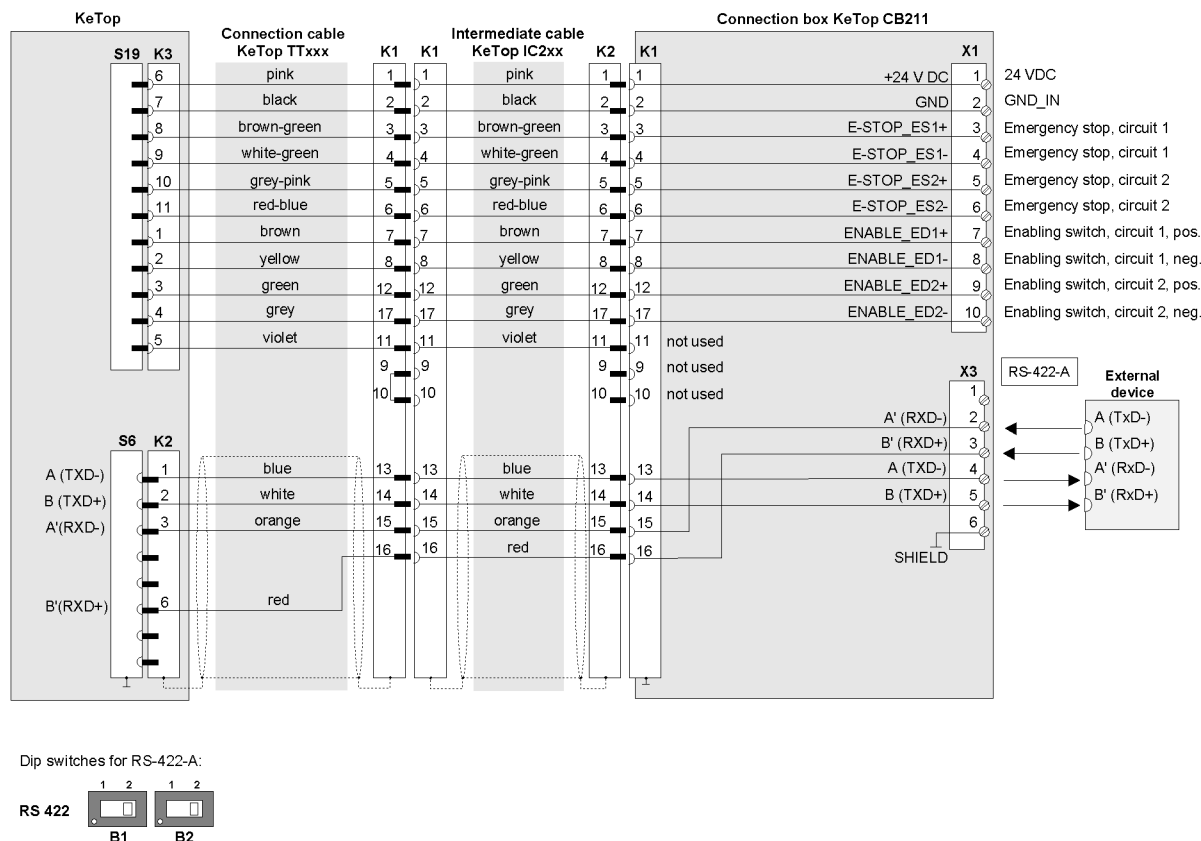 KeTop
Connection cable
KeTop TTxxx
Intermediate cable
KeTop IC2xx
Connection box KeTop CB211
S19 K3 K1 K1 K2 K1 X1
6 pink 1 1 pink 1 1 +24 V DC 1 24 VDC
7 black 2 2 black 2 2 GND 2 GND_IN
8 brown-green 3 3 brown-green 3 3 E-STOP_ES1+ 3 Emergency stop, circuit 1
9 white-green 4 4 white-green 4 4 E-STOP_ES1- 4 Emergency stop, circuit 1
10 grey-pink 5 5 grey-pink 5 5 E-STOP_ES2+ 5 Emergency stop, circuit 2
11 red-blue 6 6 red-blue 6 6 E-STOP_ES2- 6 Emergency stop, circuit 2
1 brown 7 7 brown 7 7 ENABLE_ED1+ 7 Enabling switch, circuit 1, pos.
2 yellow 8 8 yellow 8 8 ENABLE_ED1- 8 Enabling switch, circuit 1, neg.
3 green 12 12 green 12 12 ENABLE_ED2+ 9 Enabling switch, circuit 2, pos.
4 grey 17 17 grey 17 17 ENABLE_ED2- 10 Enabling switch, circuit 2, neg.
5 violet 11 11 violet 11 11 not used
9 9 9 9 not used
10 10 10 10 not used
X3 RS-422-A External
device
1
A' (RXD-) 2 A (TxD-)
B' (RXD+) 3 B (TxD+)
A (TXD-) 4 A' (RxD-)
B (TXD+) 5 B' (RxD+)
6
SHIELD
S6 K2
A (TXD-) 1 blue 13 13 blue 13 13
B (TXD+) 2 white 14 14 white 14 14
A'(RXD-) 3 orange 15 15 orange 15 15
16 16 red 16 16
B'(RXD+) 6 red
Dip switches for RS-422-A:
1 2 1 2
RS 422
B1 B2